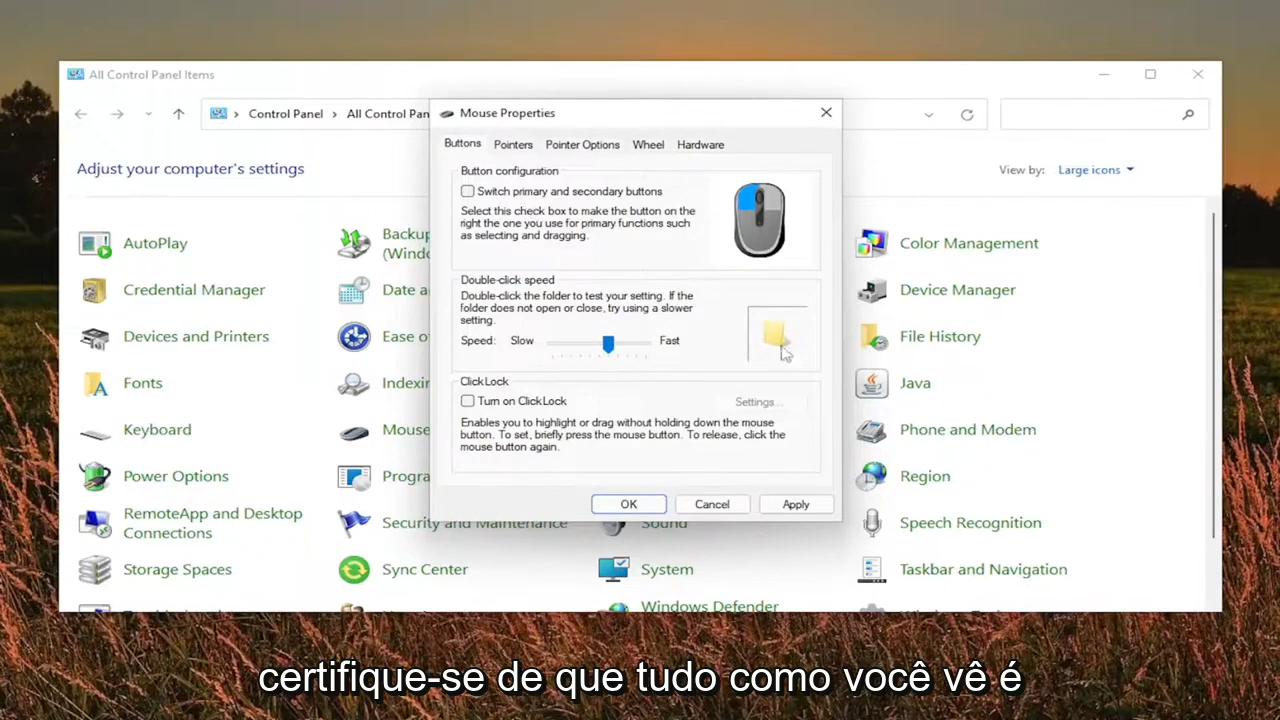 All Control Panel Items
Control Panel
All Control Pan
Adjust your computer's settings
View by:
Large icons
Mouse Properties
Buttons
Pointers
Pointer Options
Wheel
Hardware
Button configuration
Switch primary and secondary buttons
Select this check box to make the button on the
right the one you use for primary functions such
as selecting and dragging.
Double-click speed
Double-click the folder to test your setting. If the
folder does not open or close, try using a slower
setting.
Speed:
Slow
Fast
ClickLock
Turn on ClickLock
Settings...
Enables you to highlight or drag without holding down the mouse
button. To set, briefly press the mouse button. To release, click the
mouse button again.
OK
Cancel
Apply
AutoPlay
Backup
(Windo
Color Management
Credential Manager
Date a
Device Manager
Devices and Printers
Ease of
File History
Fonts
Indexin
Java
Keyboard
Mouse
Phone and Modem
Power Options
Progra
Region
RemoteApp and Desktop
Connections
Security and Maintenance
Sound
Speech Recognition
Storage Spaces
Sync Center
System
Taskbar and Navigation
Windows Defender
certifique-se de que tudo como você vê é